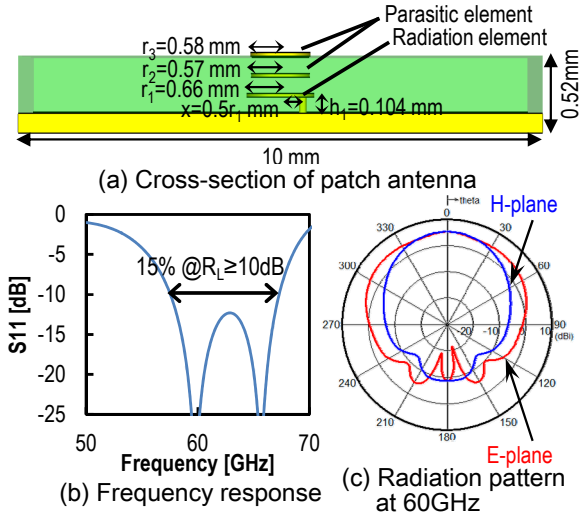 Parasitic element
Radiation element
r3=0.58 mm
r2=0.57 mm
r1=0.66 mm
x=0.5r1 mm
h1=0.104 mm
0.52mm
10 mm
(a) Cross-section of patch antenna
0
-5
-10
-15
-20
-25
S11 [dB]
15% @RL≥10dB
50
60
70
Frequency [GHz]
(b) Frequency response
theta
0
30
60
90
120
150
180
210
240
270
300
330
-20
-10
0
10
(dBi)
H-plane
E-plane
(c) Radiation pattern
at 60GHz